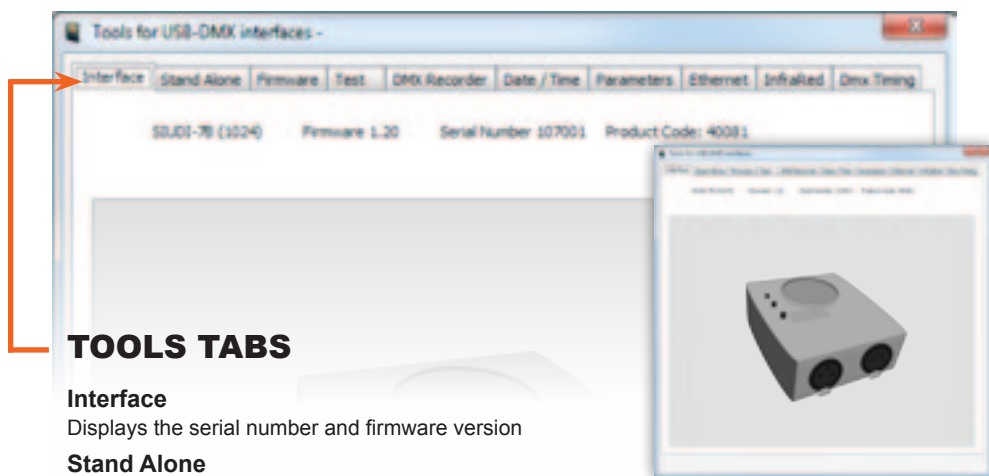 Tools for USB-DMX interfaces -
Interface Stand Alone Firmware Test DMX Recorder Date / Time Parameters Ethernet InfraRed Dmx Timing
SIUDI-7B (1024) Firmware 1.20 Serial Number 107001 Product Code: 40081
TOOLS TABS
Interface
Displays the serial number and firmware version
Stand Alone